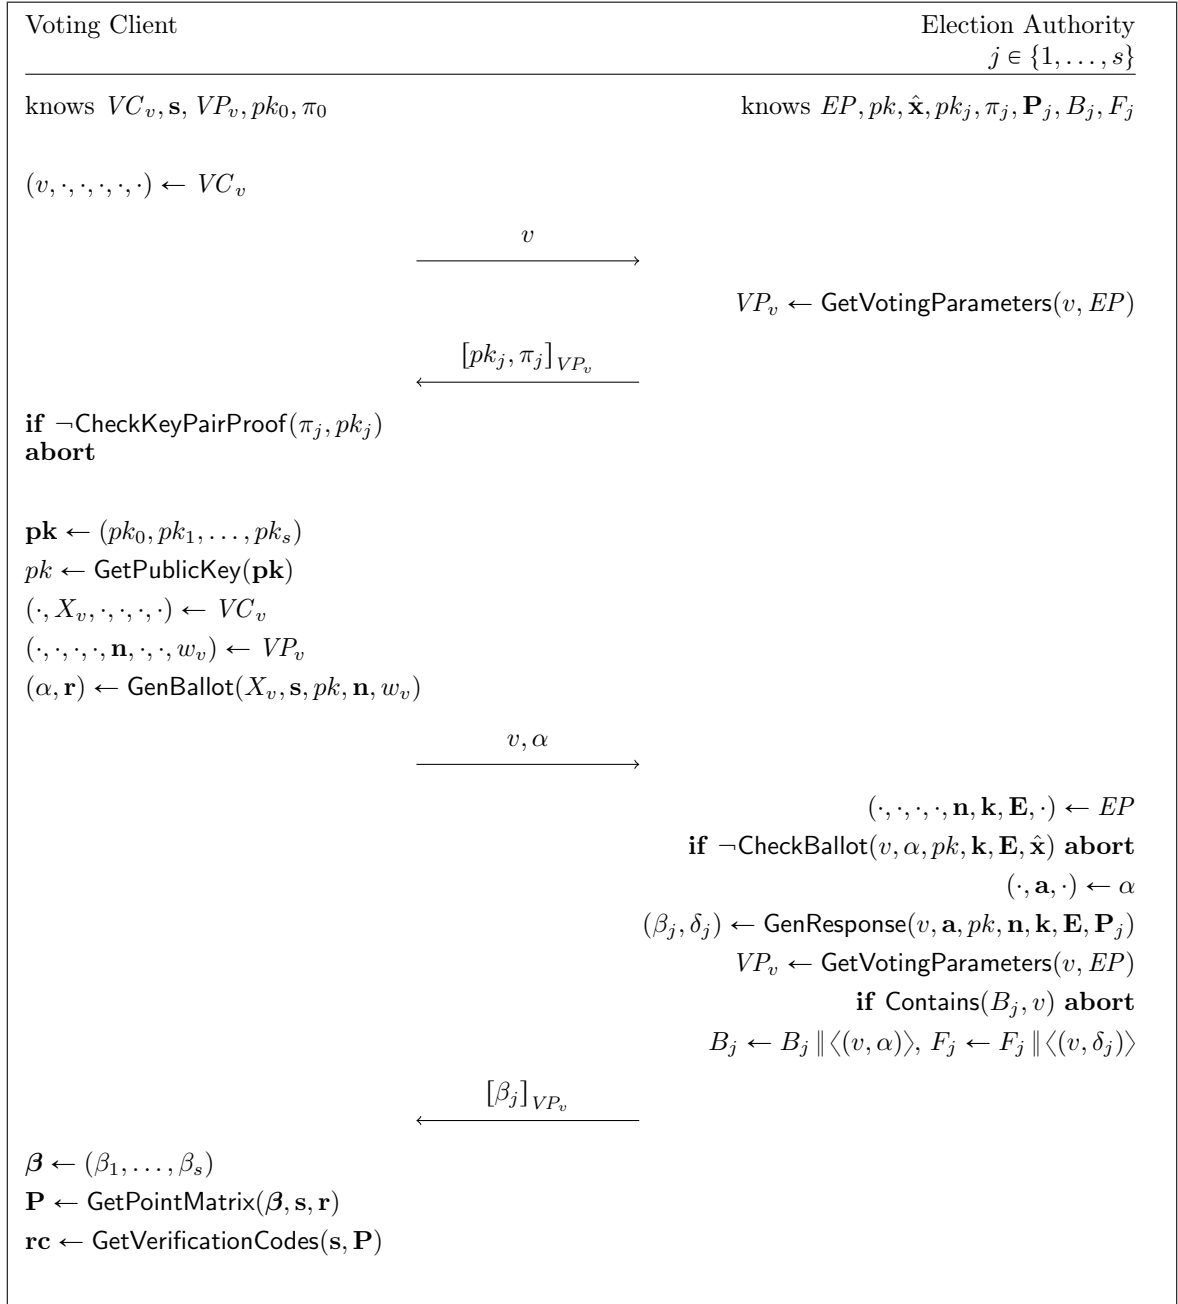 Voting Client Election Authority
j ∈ {1, . . . , s}
knows VC_v, s, VP_v, pk_0, π_0 knows EP, pk, x̂, pk_j, π_j, P_j, B_j, F_j
(v, ·, ·, ·, ·, ·) ← VC_v
v
VP_v ← GetVotingParameters(v, EP)
[pk_j, π_j]_{VP_v}
if ¬CheckKeyPairProof(π_j, pk_j)
abort
pk ← (pk_0, pk_1, . . . , pk_s)
pk ← GetPublicKey(pk)
(·, X_v, ·, ·, ·, ·) ← VC_v
(·, ·, ·, ·, n, ·, ·, w_v) ← VP_v
(α, r) ← GenBallot(X_v, s, pk, n, w_v)
v, α
(·, ·, ·, ·, n, k, E, ·) ← EP
if ¬CheckBallot(v, α, pk, k, E, x̂) abort
(·, a, ·) ← α
(β_j, δ_j) ← GenResponse(v, a, pk, n, k, E, P_j)
VP_v ← GetVotingParameters(v, EP)
if Contains(B_j, v) abort
B_j ← B_j ∥ ⟨(v, α)⟩, F_j ← F_j ∥ ⟨(v, δ_j)⟩
[β_j]_{VP_v}
β ← (β_1, . . . , β_s)
P ← GetPointMatrix(β, s, r)
rc ← GetVerificationCodes(s, P)